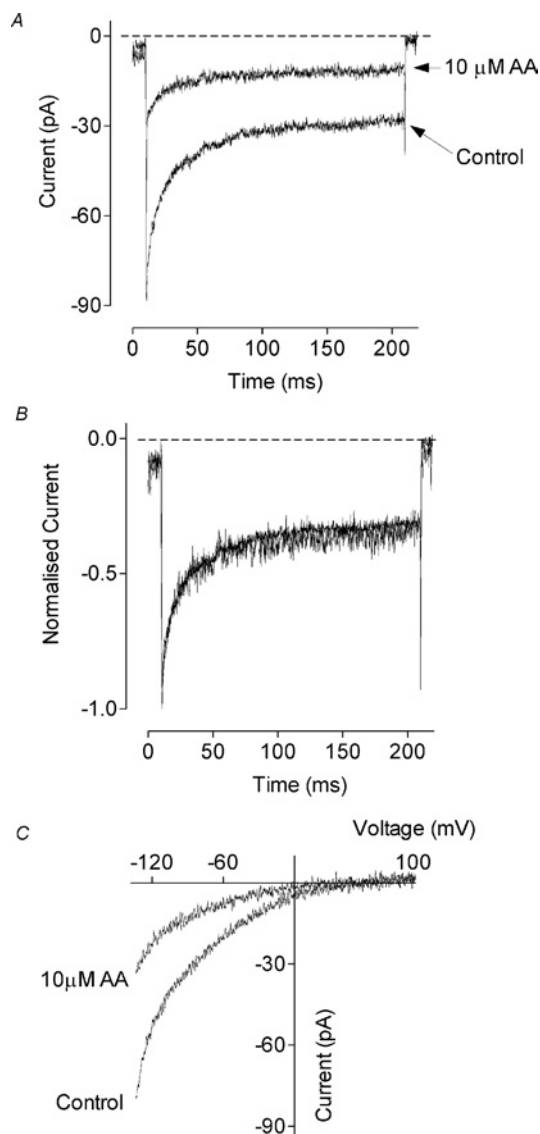 A
0
-30
-60
-90
Current (pA)
10 µM AA
Control
0 50 100 150 200
Time (ms)
B
0.0
-0.5
-1.0
Normalised Current
0 50 100 150 200
Time (ms)
C
Voltage (mV)
-120 -60 100
-30
-60
-90
Current (pA)
10µM AA
Control